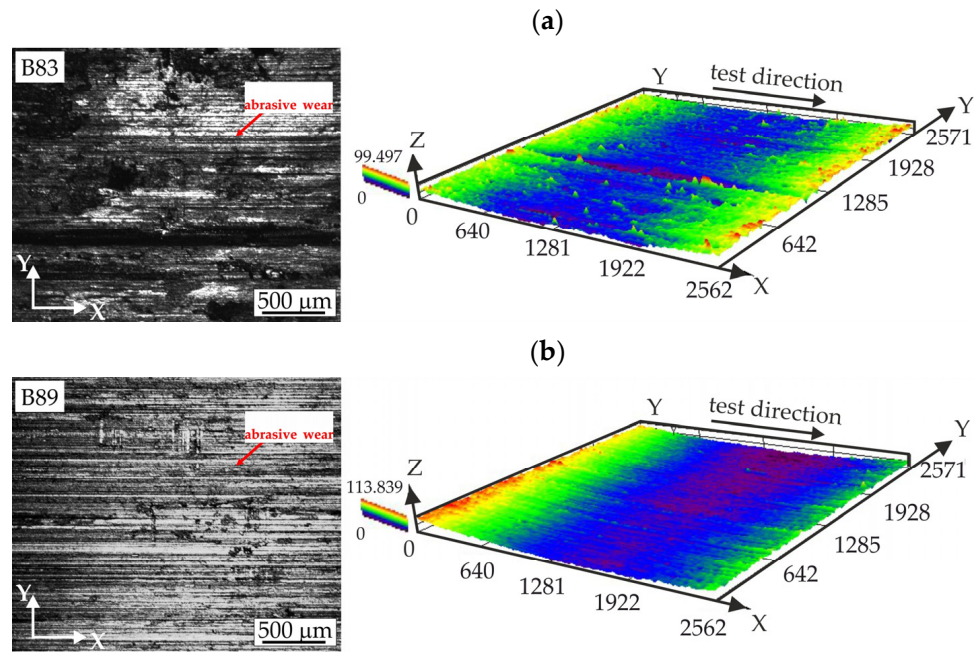 (a)
B83
abrasive wear
Y
X
500 µm
Y
test direction
Y
Z
99.497
0
0
640
1281
1922
2562
X
642
1285
1928
2571
(b)
B89
abrasive wear
Y
X
500 µm
Y
test direction
Y
Z
113.839
0
0
640
1281
1922
2562
X
642
1285
1928
2571